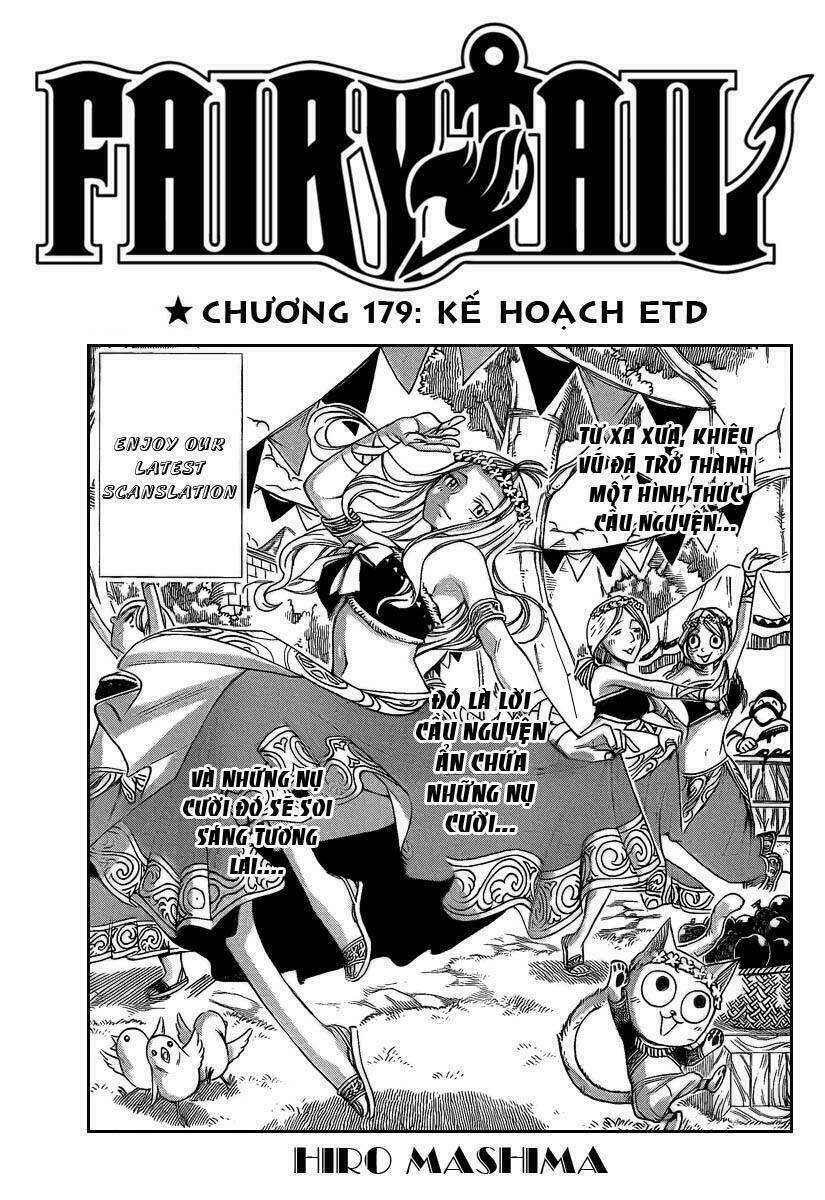 FAIRY TAIL
★ CHƯƠNG 179: KẾ HOẠCH ETD
ENJOY OUR
LATEST
SCANSLATION
TỪ XA XƯA, KHIÊU
VŨ ĐÃ TRỞ THÀNH
MỘT HÌNH THỨC
CẦU NGUYỆN...
ĐÓ LÀ LỜI
CẦU NGUYỆN
ẨN CHỨA
NHỮNG NỤ
CƯỜI...
VÀ NHỮNG NỤ
CƯỜI ĐÓ SẼ SOI
SÁNG TƯƠNG
LAI....
HIRO MASHIMA